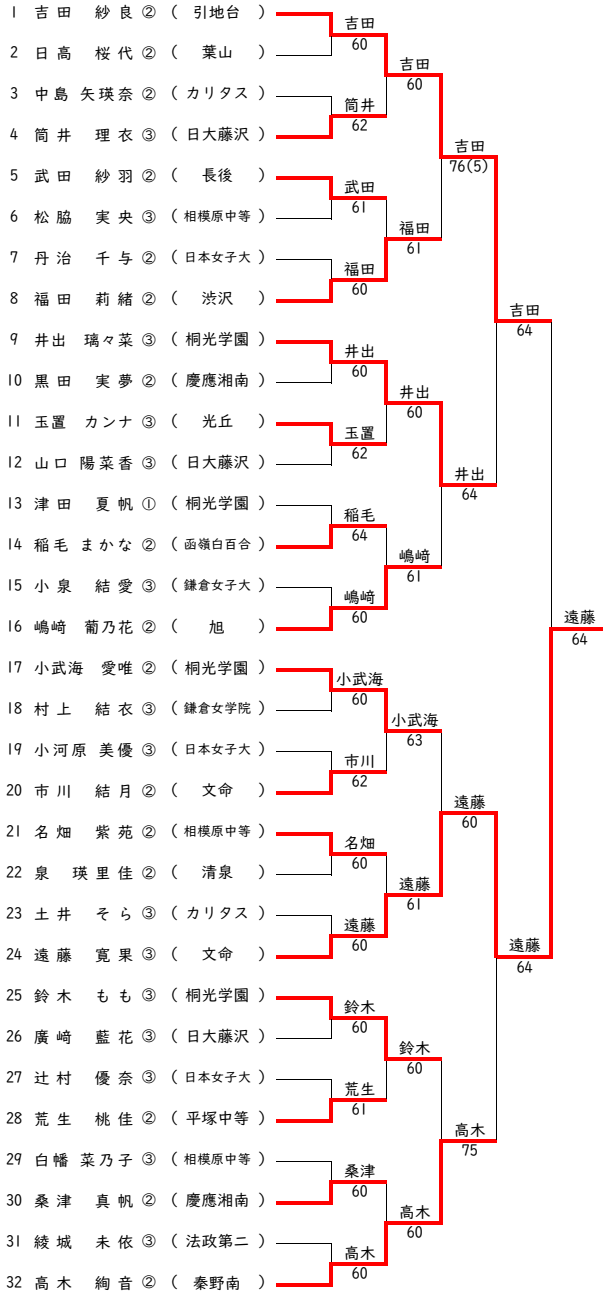 1 吉田 紗良 ② ( 引地台 )
吉田
60
2 日高 桜代 ② ( 葉山 )
吉田
60
3 中島 矢瑛奈 ② ( カリタス )
筒井
62
4 筒井 理衣 ③ ( 日大藤沢 )
吉田
76(5)
5 武田 紗羽 ② ( 長後 )
武田
61
6 松脇 実央 ③ ( 相模原中等 )
福田
61
7 丹治 千与 ② ( 日本女子大 )
福田
60
8 福田 莉緒 ② ( 渋沢 )
吉田
64
9 井出 璃々菜 ③ ( 桐光学園 )
井出
60
10 黒田 実夢 ② ( 慶應湘南 )
井出
60
11 玉置 カンナ ③ ( 光丘 )
玉置
62
12 山口 陽菜香 ③ ( 日大藤沢 )
井出
64
13 津田 夏帆 ① ( 桐光学園 )
稲毛
64
14 稲毛 まかな ② ( 函嶺白百合 )
嶋﨑
61
15 小泉 結愛 ③ ( 鎌倉女子大 )
嶋﨑
60
16 嶋﨑 葡乃花 ② ( 旭 )
遠藤
64
17 小武海 愛唯 ② ( 桐光学園 )
小武海
60
18 村上 結衣 ③ ( 鎌倉女学院 )
小武海
63
19 小河原 美優 ③ ( 日本女子大 )
市川
62
20 市川 結月 ② ( 文命 )
遠藤
60
21 名畑 紫苑 ② ( 相模原中等 )
名畑
60
22 泉 瑛里佳 ② ( 清泉 )
遠藤
61
23 土井 そら ③ ( カリタス )
遠藤
60
24 遠藤 寛果 ③ ( 文命 )
遠藤
64
25 鈴木 もも ③ ( 桐光学園 )
鈴木
60
26 廣﨑 藍花 ③ ( 日大藤沢 )
鈴木
60
27 辻村 優奈 ③ ( 日本女子大 )
荒生
61
28 荒生 桃佳 ② ( 平塚中等 )
高木
75
29 白幡 菜乃子 ③ ( 相模原中等 )
桑津
60
30 桑津 真帆 ② ( 慶應湘南 )
高木
60
31 綾城 未依 ③ ( 法政第二 )
高木
60
32 高木 絢音 ② ( 秦野南 )